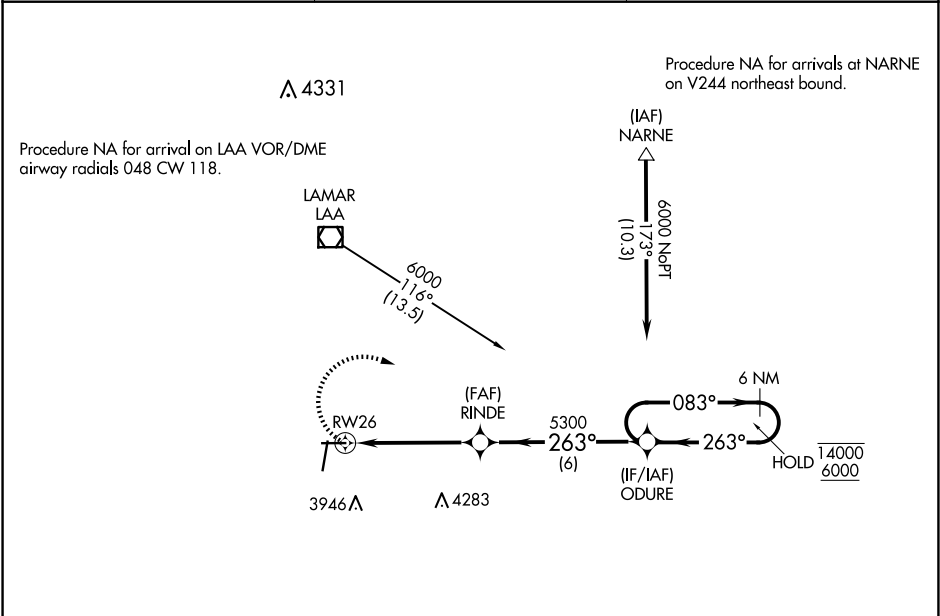 Procedure NA for arrivals at NARNE
on V244 northeast bound.
4331
(IAF)
NARNE
Procedure NA for arrival on LAA VOR/DME
airway radials 048 CW 118.
LAMAR
LAA
6000 NoPT
173°
(10.3)
6000
116°
(13.5)
6 NM
(FAF)
RINDE
083°
RW26
5300
263°
(6)
263°
HOLD
14000
6000
(IF/IAF)
ODURE
3946
4283